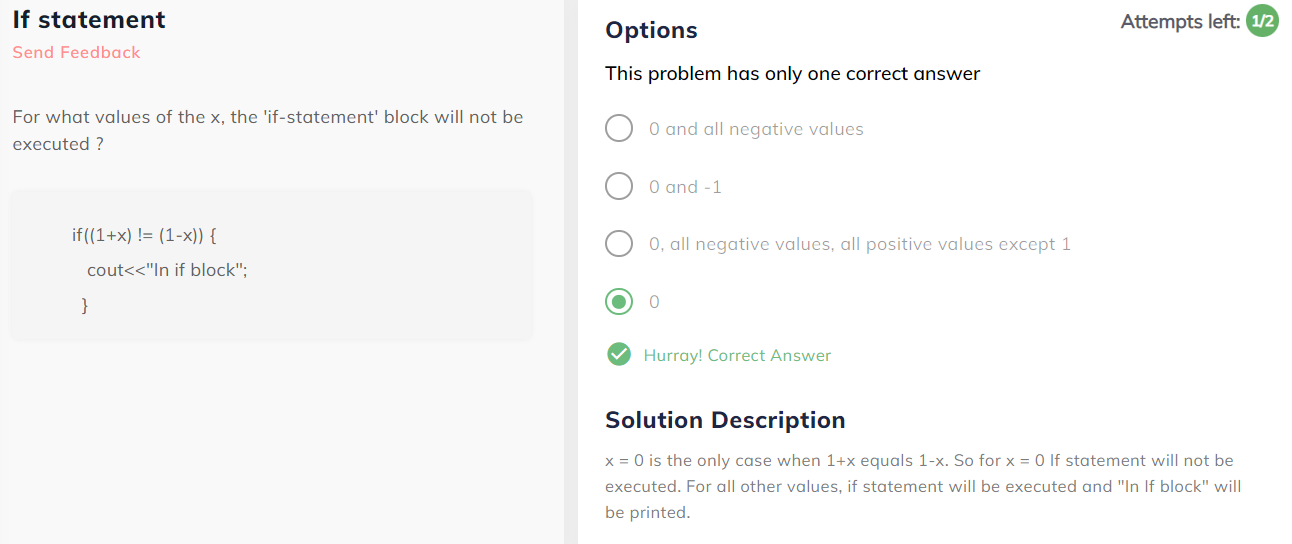 If statement
Send Feedback
For what values of the x, the 'if-statement' block will not be
executed ?
if((1+x) != (1-x)) {
cout<<"In if block";
}
Options
Attempts left: 1/2
This problem has only one correct answer
0 and all negative values
0 and -1
0, all negative values, all positive values except 1
0
Hurray! Correct Answer
Solution Description
x = 0 is the only case when 1+x equals 1-x. So for x = 0 If statement will not be
executed. For all other values, if statement will be executed and "In If block" will
be printed.